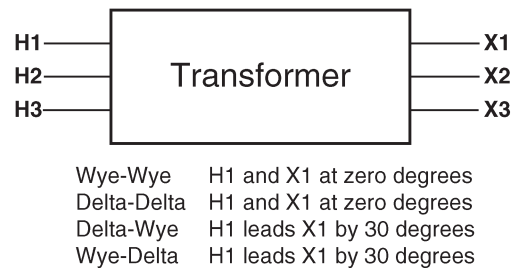 H1 X1
H2 Transformer X2
H3 X3
Wye-Wye H1 and X1 at zero degrees
Delta-Delta H1 and X1 at zero degrees
Delta-Wye H1 leads X1 by 30 degrees
Wye-Delta H1 leads X1 by 30 degrees